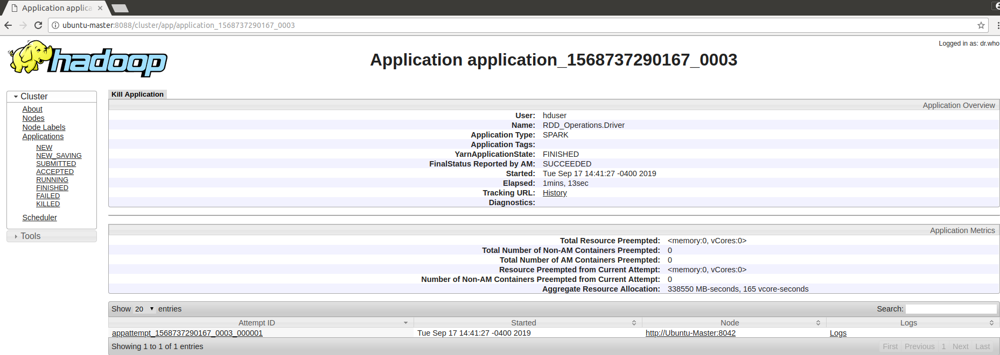 Application applica
ubuntu-master:8088/cluster/app/application_1568737290167_0003
Logged in as: dr.who
hadoop
Application application_1568737290167_0003
Cluster
About
Nodes
Node Labels
Applications
NEW
NEW_SAVING
SUBMITTED
ACCEPTED
RUNNING
FINISHED
FAILED
KILLED
Scheduler
Tools
Kill Application
Application Overview
User: hduser
Name: RDD_Operations.Driver
Application Type: SPARK
Application Tags:
YarnApplicationState: FINISHED
FinalStatus Reported by AM: SUCCEEDED
Started: Tue Sep 17 14:41:27 -0400 2019
Elapsed: 1mins, 13sec
Tracking URL: History
Diagnostics:
Application Metrics
Total Resource Preempted: <memory:0, vCores:0>
Total Number of Non-AM Containers Preempted: 0
Total Number of AM Containers Preempted: 0
Resource Preempted from Current Attempt: <memory:0, vCores:0>
Number of Non-AM Containers Preempted from Current Attempt: 0
Aggregate Resource Allocation: 338550 MB-seconds, 165 vcore-seconds
Show 20 entries Search:
Attempt ID Started Node Logs
appattempt_1568737290167_0003_000001 Tue Sep 17 14:41:27 -0400 2019 http://Ubuntu-Master:8042 Logs
Showing 1 to 1 of 1 entries First Previous 1 Next Last